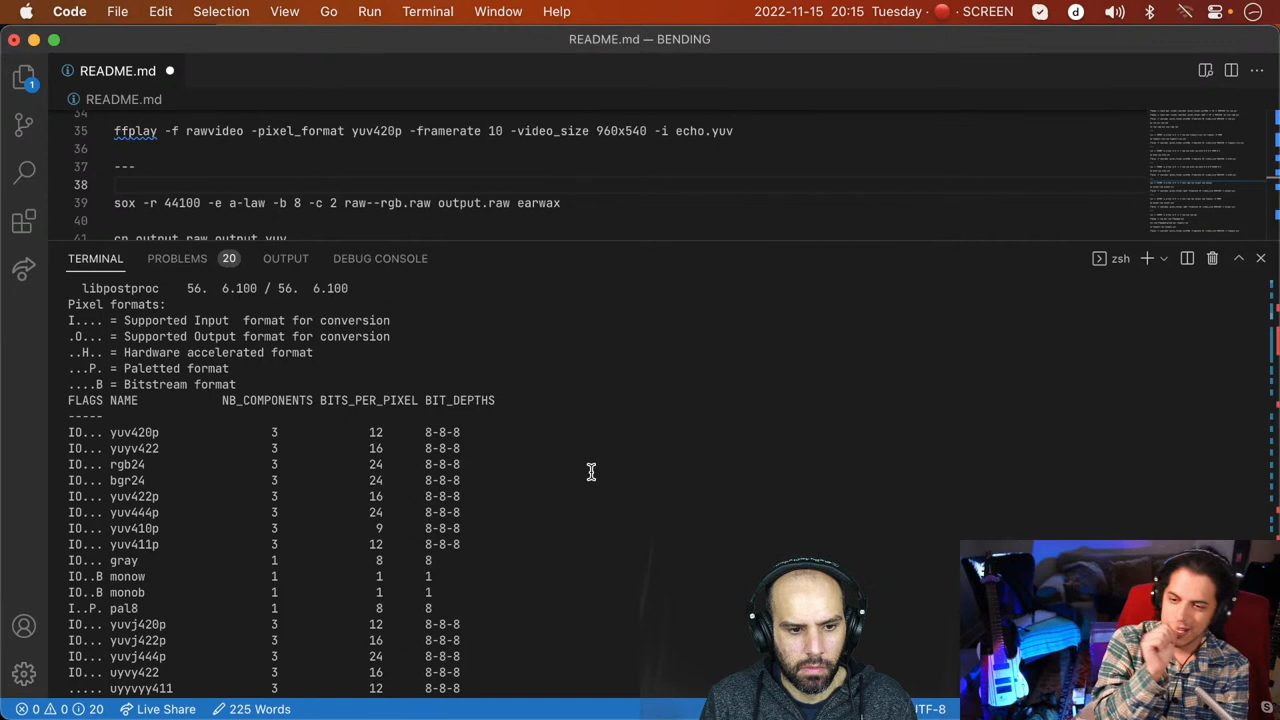 Code File Edit Selection View Go Run Terminal Window Help 2022-11-15 20:15 Tuesday SCREEN
README.md — BENDING
README.md
README.md
34
35 ffplay -f rawvideo -pixel_format yuv420p -framerate 10 -video_size 960x640 -i echo.yuv
36
37 ---
38
39 sox -r 44100 -e a-law -b 8 -c 2 raw--rgb.raw output.raw earwax
40
41 cp output.raw output.yuv
TERMINAL PROBLEMS 20 OUTPUT DEBUG CONSOLE zsh
libpostproc 56. 6.100 / 56. 6.100
Pixel formats:
I.... = Supported Input format for conversion
.O... = Supported Output format for conversion
..H.. = Hardware accelerated format
...P. = Paletted format
....B = Bitstream format
FLAGS NAME NB_COMPONENTS BITS_PER_PIXEL BIT_DEPTHS
-----
IO... yuv420p 3 12 8-8-8
IO... yuyv422 3 16 8-8-8
IO... rgb24 3 24 8-8-8
IO... bgr24 3 24 8-8-8
IO... yuv422p 3 16 8-8-8
IO... yuv444p 3 24 8-8-8
IO... yuv410p 3 9 8-8-8
IO... yuv411p 3 12 8-8-8
IO... gray 1 8 8
IO..B monow 1 1 1
IO..B monob 1 1 1
I..P. pal8 1 8 8
IO... yuvj420p 3 12 8-8-8
IO... yuvj422p 3 16 8-8-8
IO... yuvj444p 3 24 8-8-8
IO... uyvy422 3 16 8-8-8
..... uyyvyy411 3 12 8-8-8
1
0 0 20 Live Share 225 Words UTF-8